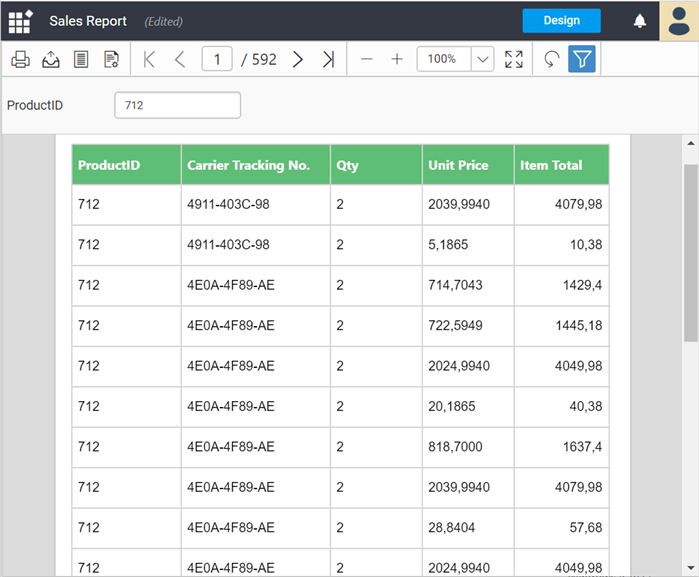 Sales Report (Edited) Design
1 / 592 100%
ProductID 712
ProductID Carrier Tracking No. Qty Unit Price Item Total
712 4911-403C-98 2 2039,9940 4079,98
712 4911-403C-98 2 5,1865 10,38
712 4E0A-4F89-AE 2 714,7043 1429,4
712 4E0A-4F89-AE 2 722,5949 1445,18
712 4E0A-4F89-AE 2 2024,9940 4049,98
712 4E0A-4F89-AE 2 20,1865 40,38
712 4E0A-4F89-AE 2 818,7000 1637,4
712 4E0A-4F89-AE 2 2039,9940 4079,98
712 4E0A-4F89-AE 2 28,8404 57,68
712 4E0A-4F89-AE 2 2024,9940 4049,98